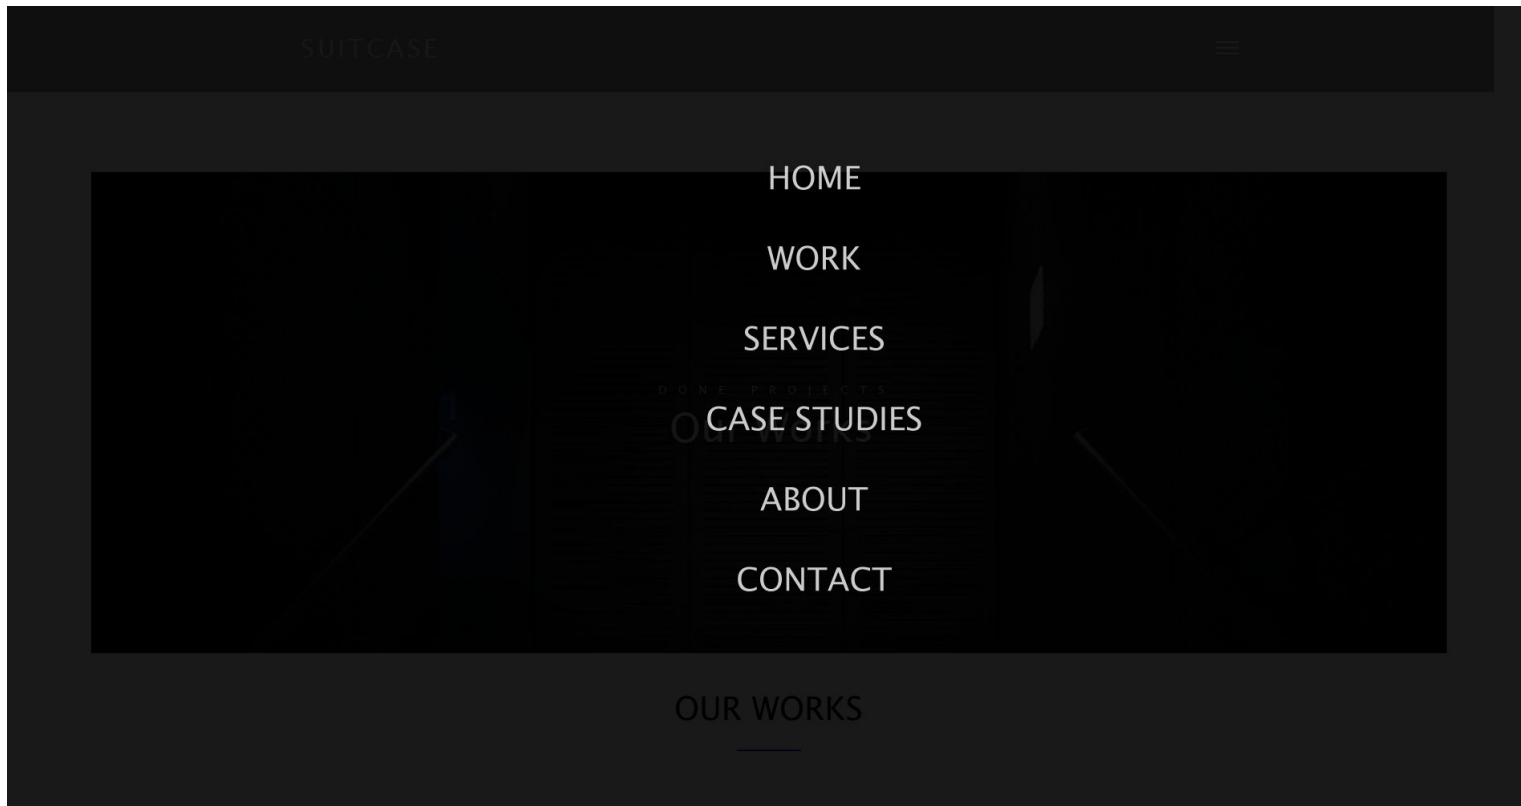 SUITCASE
HOME
WORK
SERVICES
DONE PROJECTS
CASE STUDIES
Our Works
ABOUT
CONTACT
OUR WORKS